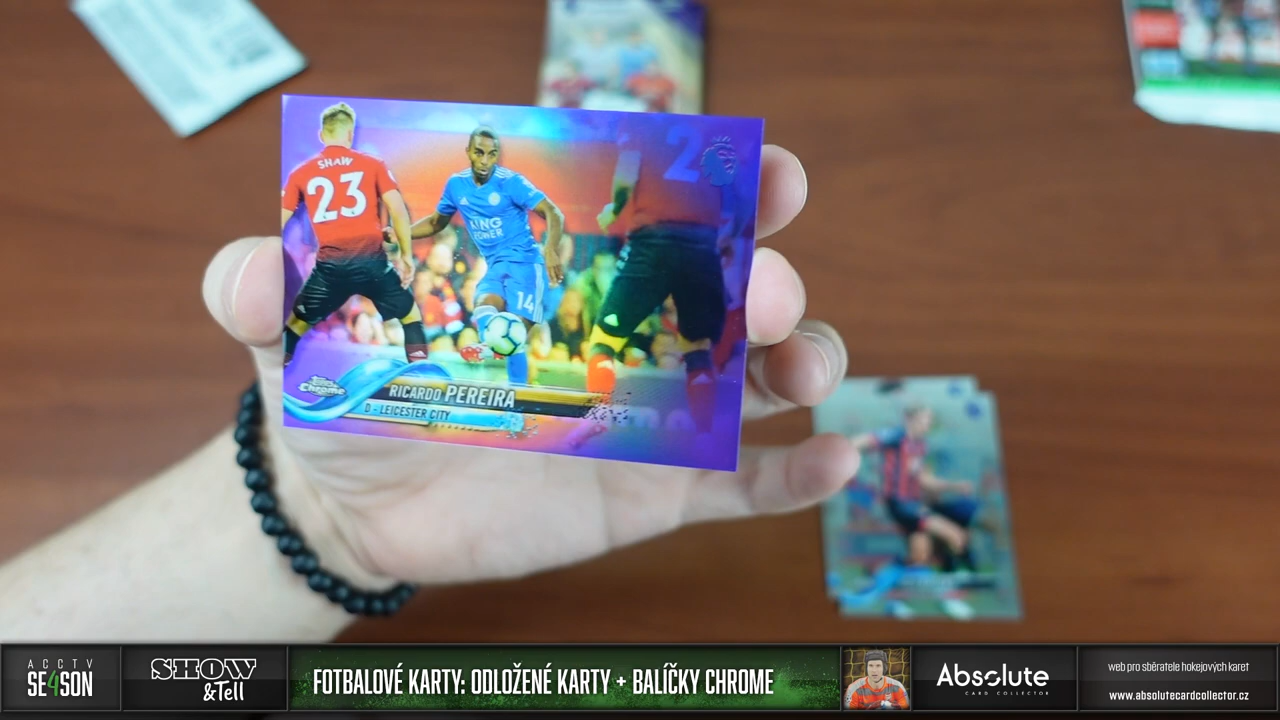 SHAW
23
2
KING
POWER
14
Topps
Chrome
RICARDO PEREIRA
D - LEICESTER CITY
ACCTV
SE4SON
SHOW
&Tell
FOTBALOVÉ KARTY: ODLOŽENÉ KARTY + BALÍČKY CHROME
Absolute
CARD COLLECTOR
web pro sběratele hokejových karet
www.absolutecardcollector.cz